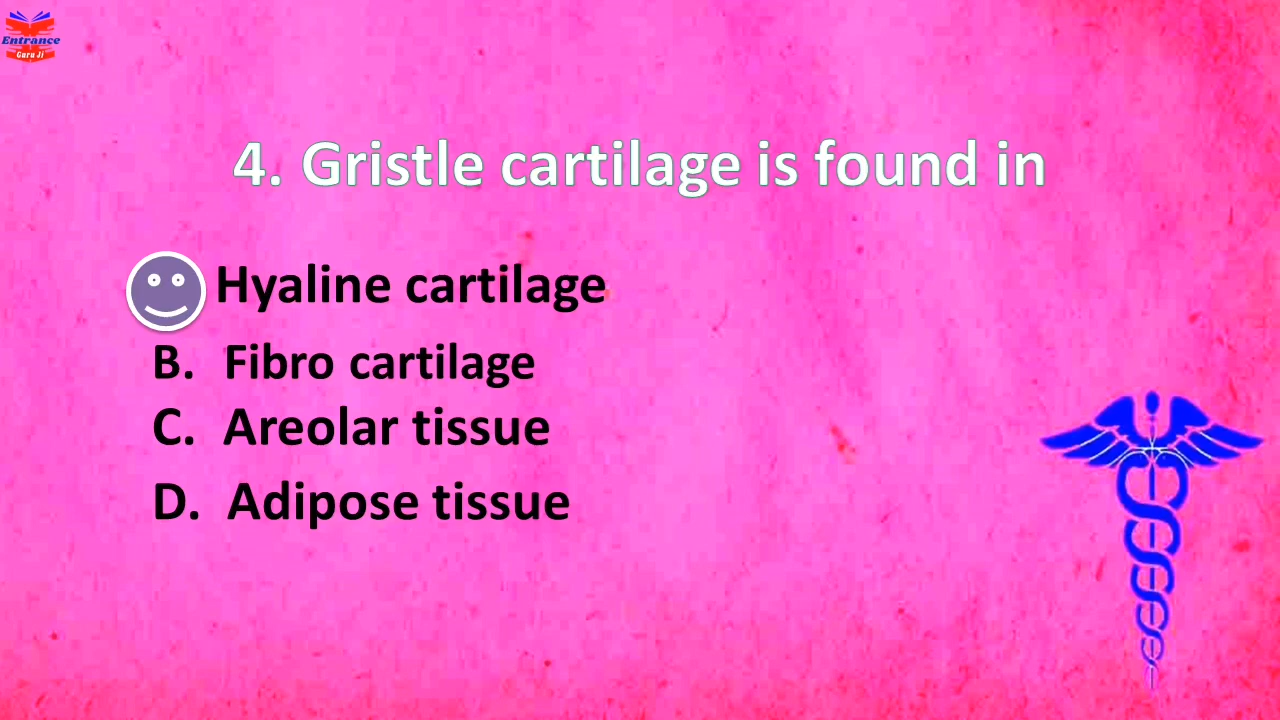 Entrance
Guru Ji
4. Gristle cartilage is found in
Hyaline cartilage
B. Fibro cartilage
C. Areolar tissue
D. Adipose tissue